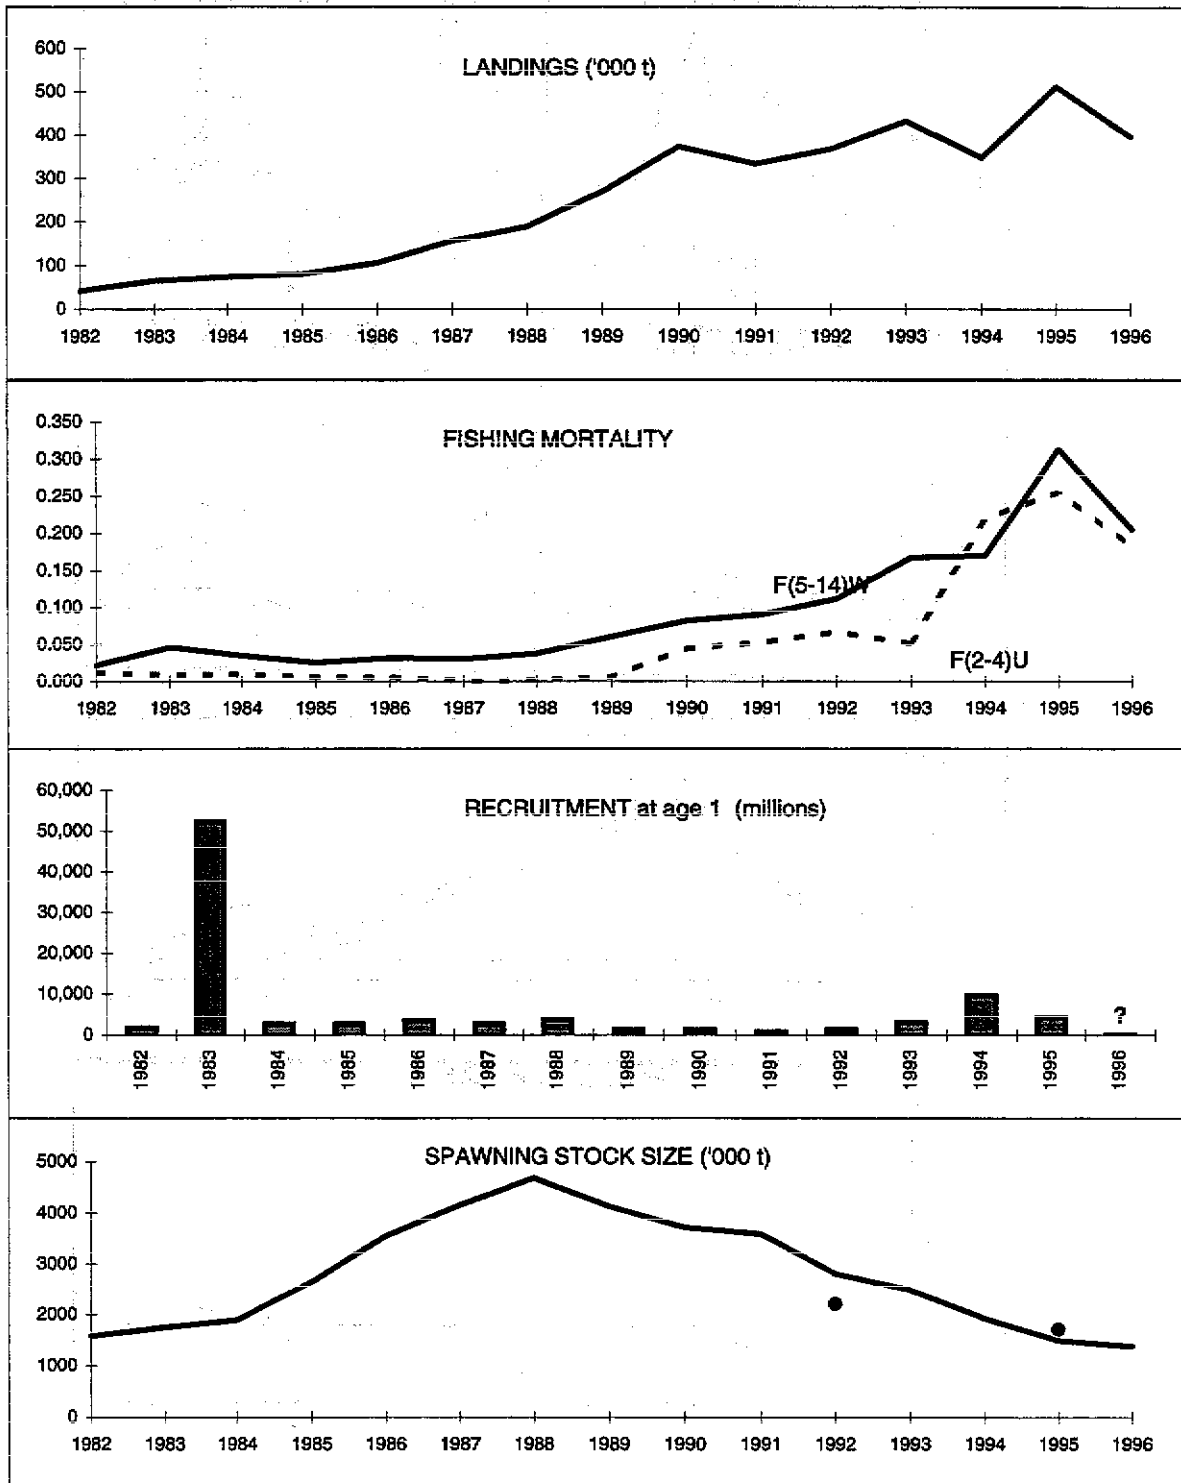 LANDINGS ('000 t)
600
500
400
300
200
100
0
1982 1983 1984 1985 1986 1987 1988 1989 1990 1991 1992 1993 1994 1995 1996
FISHING MORTALITY
0.350
0.300
0.250
0.200
0.150
0.100
0.050
0.000
F(5-14)W
F(2-4)U
1982 1983 1984 1985 1986 1987 1988 1989 1990 1991 1992 1993 1994 1995 1996
RECRUITMENT at age 1 (millions)
60,000
50,000
40,000
30,000
20,000
10,000
0
?
1982 1983 1984 1985 1986 1987 1988 1989 1990 1991 1992 1993 1994 1995 1996
SPAWNING STOCK SIZE ('000 t)
5000
4000
3000
2000
1000
0
1982 1983 1984 1985 1986 1987 1988 1989 1990 1991 1992 1993 1994 1995 1996